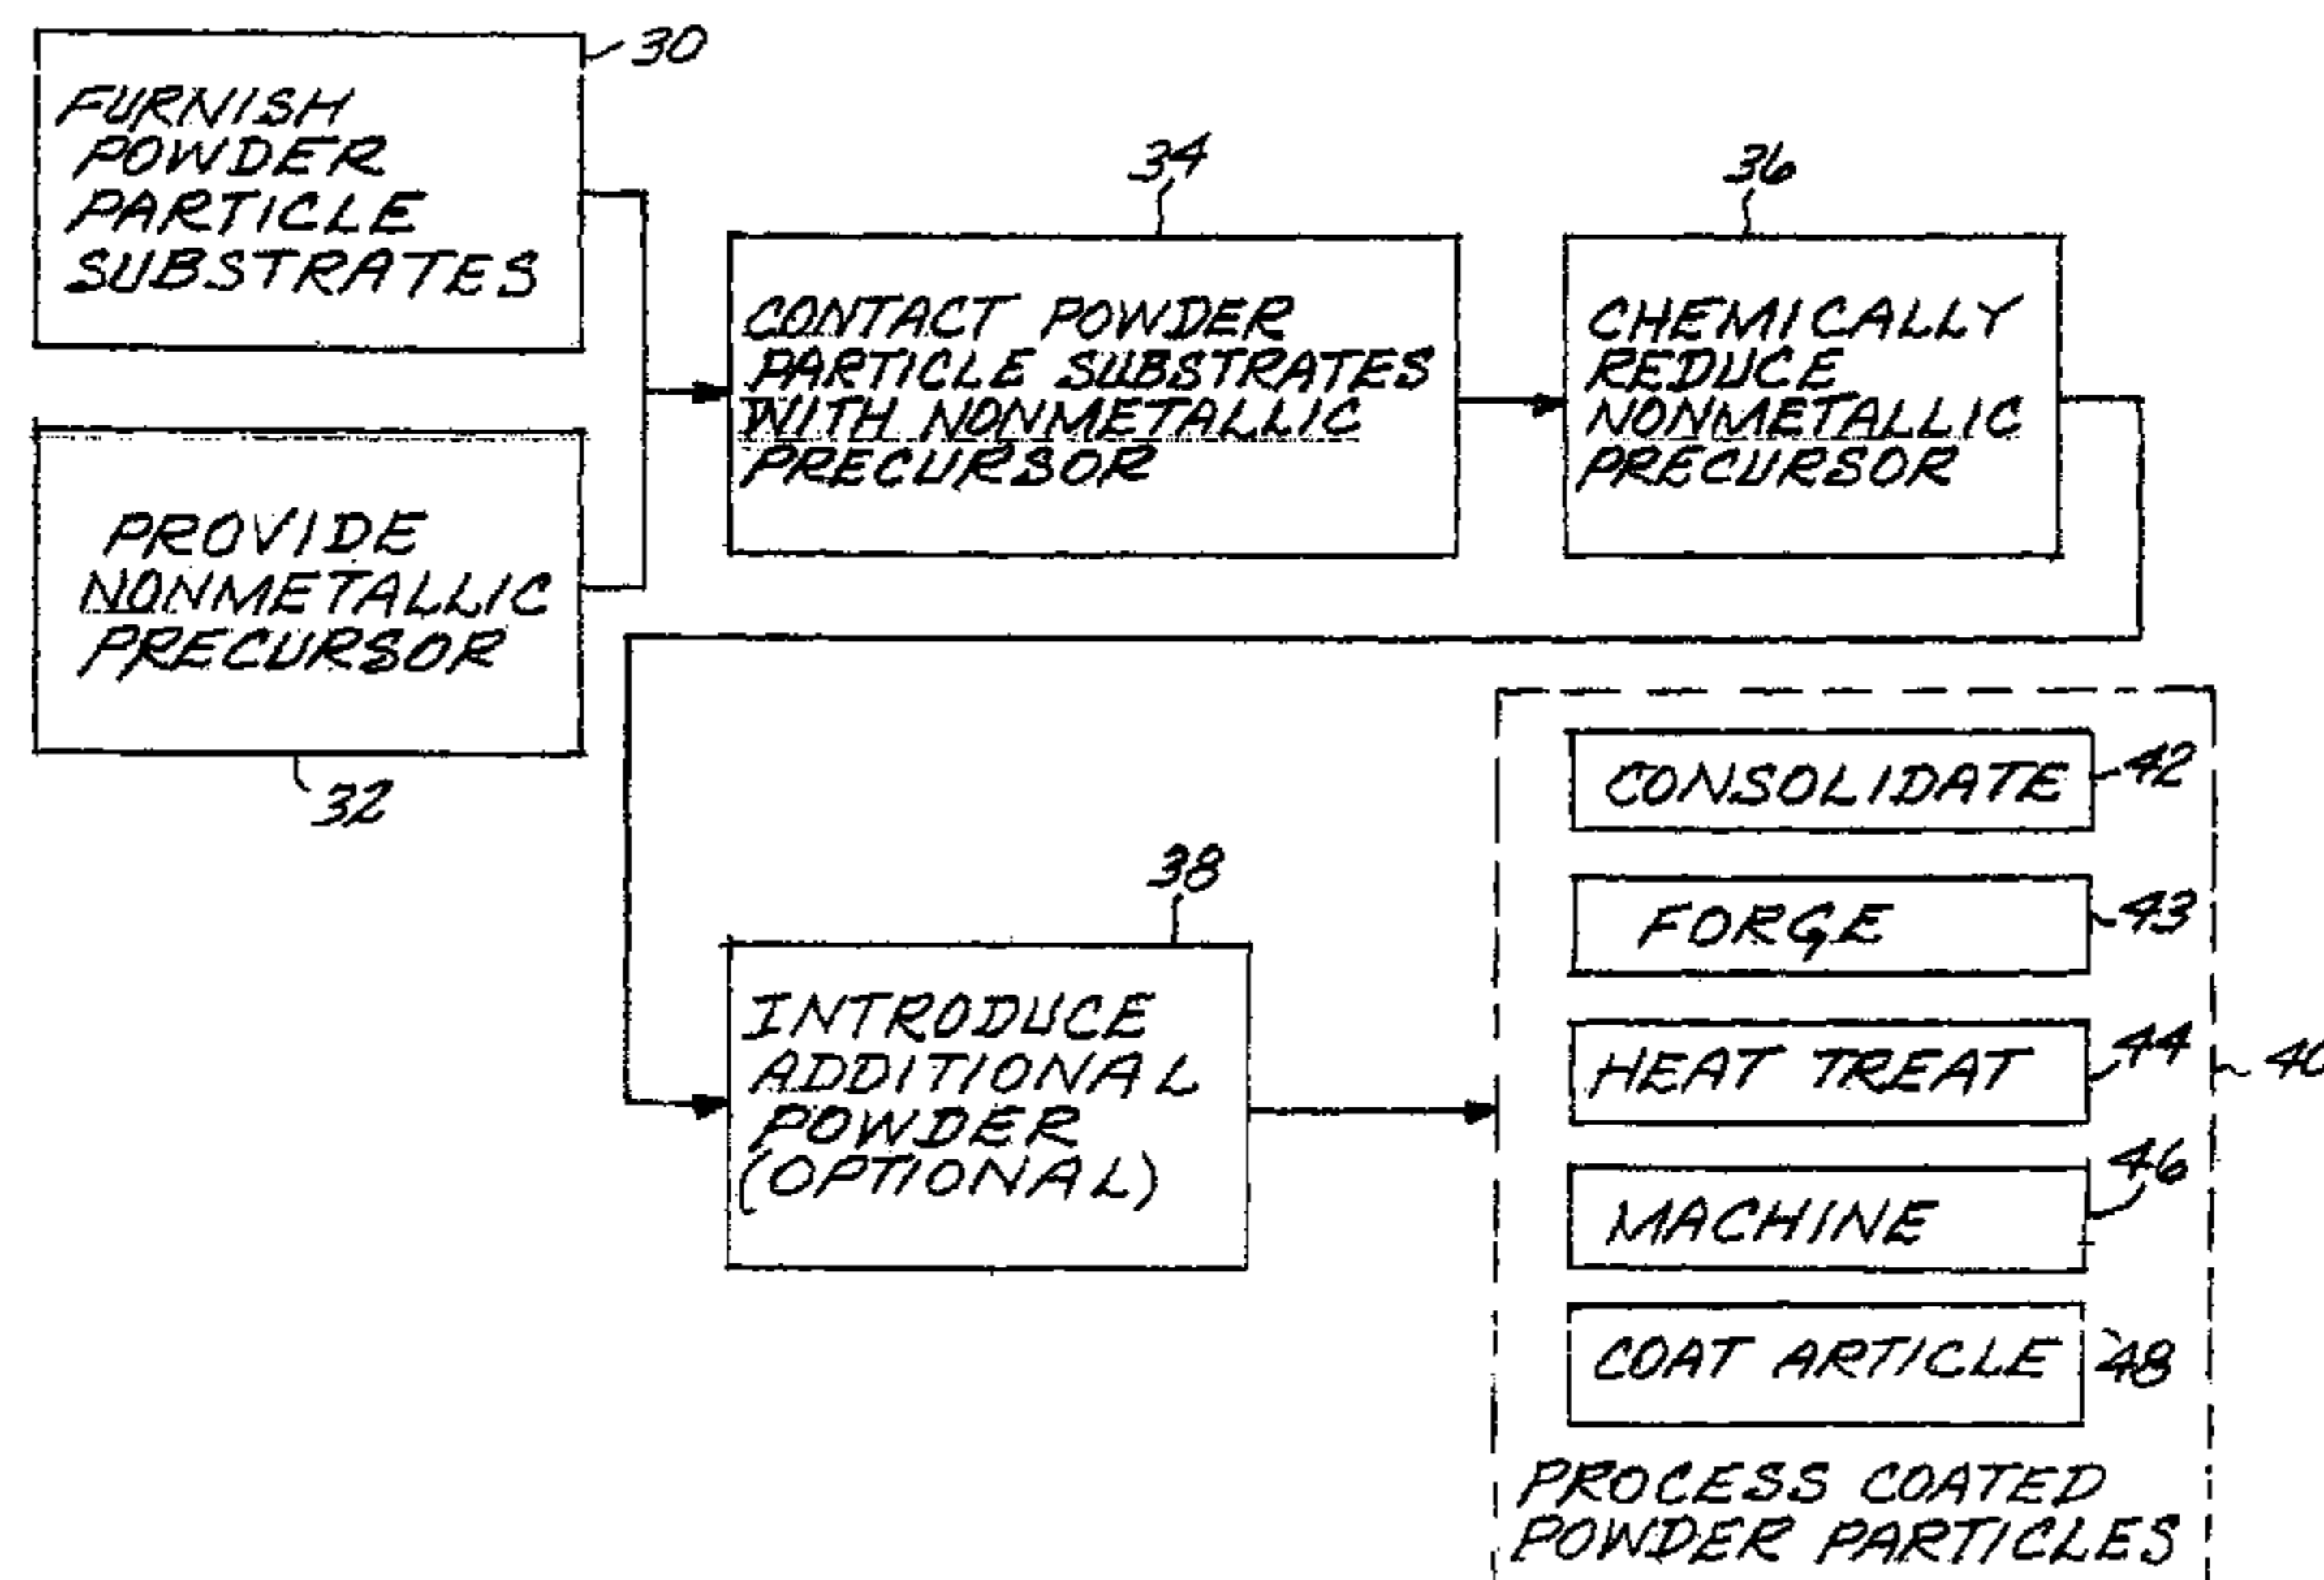 30
FURNISH
POWDER
PARTICLE
SUBSTRATES
PROVIDE
NONMETALLIC
PRECURSOR
32
34
CONTACT POWDER
PARTICLE SUBSTRATES
WITH NONMETALLIC
PRECURSOR
36
CHEMICALLY
REDUCE
NONMETALLIC
PRECURSOR
38
INTRODUCE
ADDITIONAL
POWDER
(OPTIONAL)
CONSOLIDATE 42
FORGE 43
HEAT TREAT 44
40
MACHINE 46
COAT ARTICLE 48
PROCESS COATED
POWDER PARTICLES